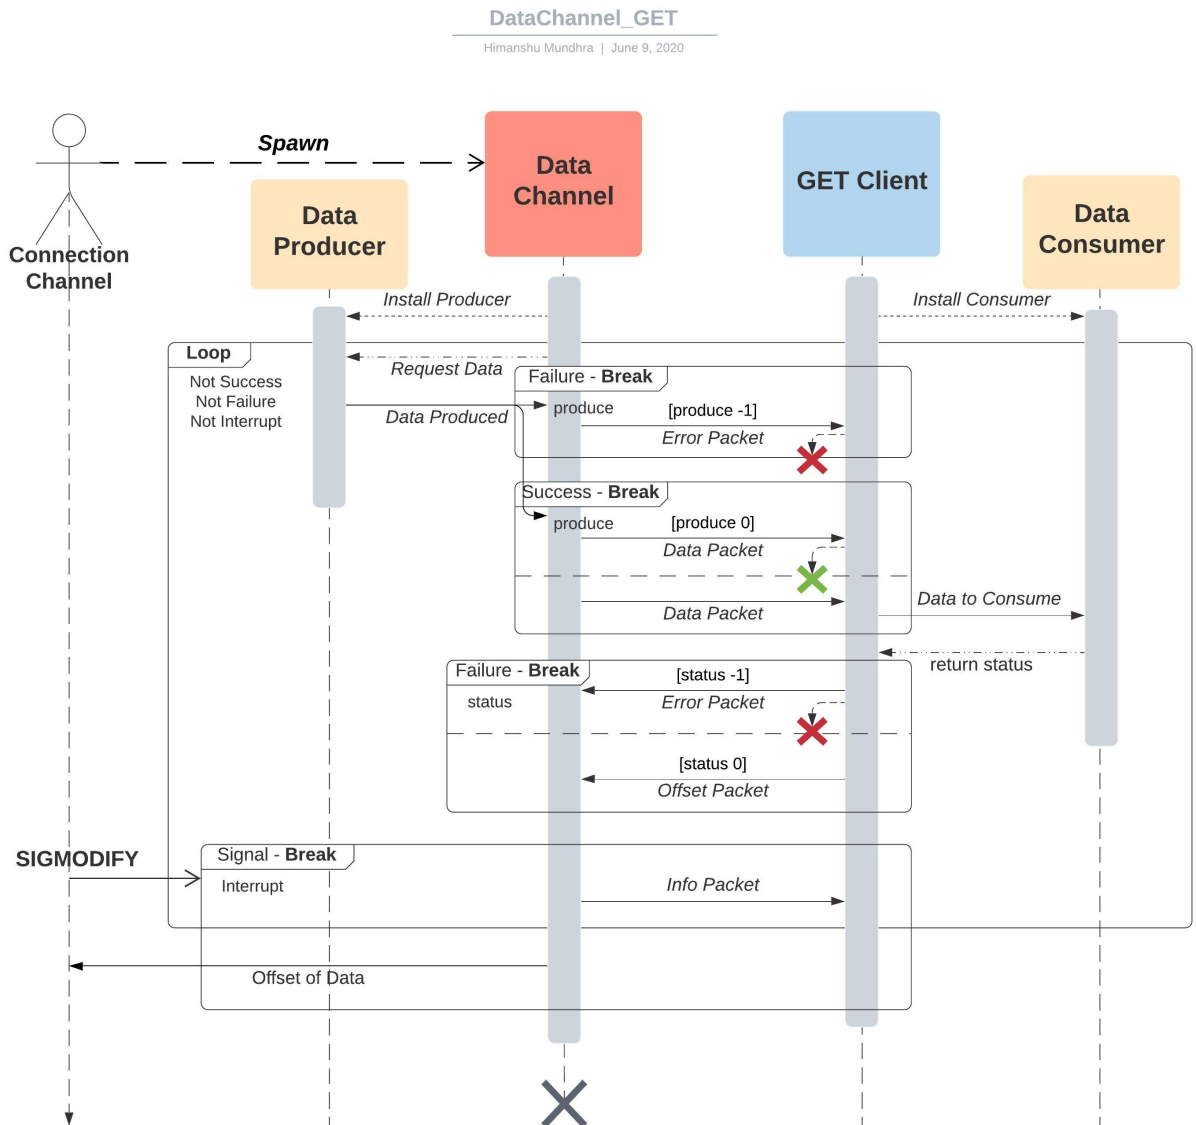 DataChannel_GET
Himanshu Mundhra | June 9, 2020
Spawn
Connection
Channel
Data
Producer
Data
Channel
GET Client
Data
Consumer
Install Producer
Install Consumer
Loop
Not Success
Not Failure
Not Interrupt
Request Data
Failure - Break
produce
[produce -1]
Data Produced
Error Packet
Success - Break
produce
[produce 0]
Data Packet
Data Packet
Data to Consume
return status
Failure - Break
status
[status -1]
Error Packet
[status 0]
Offset Packet
SIGMODIFY
Signal - Break
Interrupt
Info Packet
Offset of Data